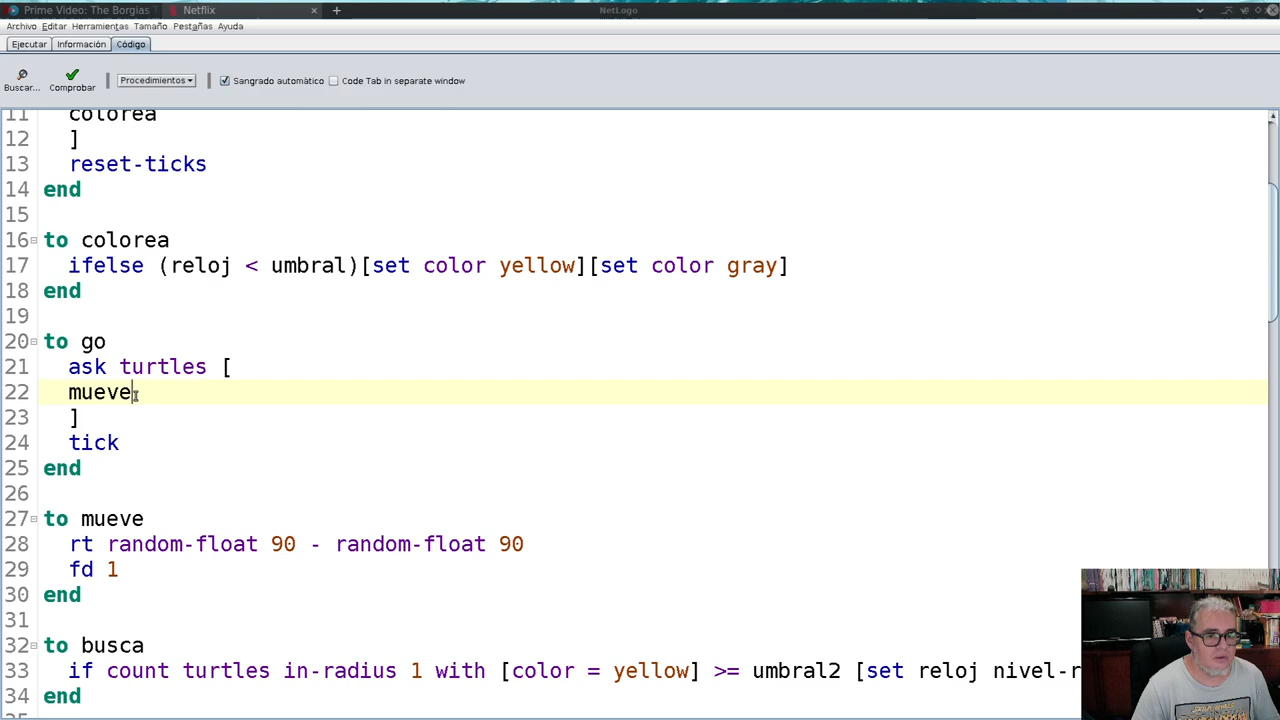 Prime Video: The Borgias
Netflix
×
+
NetLogo
Archivo Editar Herramientas Tamaño Pestañas Ayuda
Ejecutar Información Código
Buscar... Comprobar Procedimientos Sangrado automático Code Tab in separate window
11 colorea
12 ]
13 reset-ticks
14 end
15
16 to colorea
17 ifelse (reloj < umbral)[set color yellow][set color gray]
18 end
19
20 to go
21 ask turtles [
22 mueve
23 ]
24 tick
25 end
26
27 to mueve
28 rt random-float 90 - random-float 90
29 fd 1
30 end
31
32 to busca
33 if count turtles in-radius 1 with [color = yellow] >= umbral2 [set reloj nivel-r
34 end